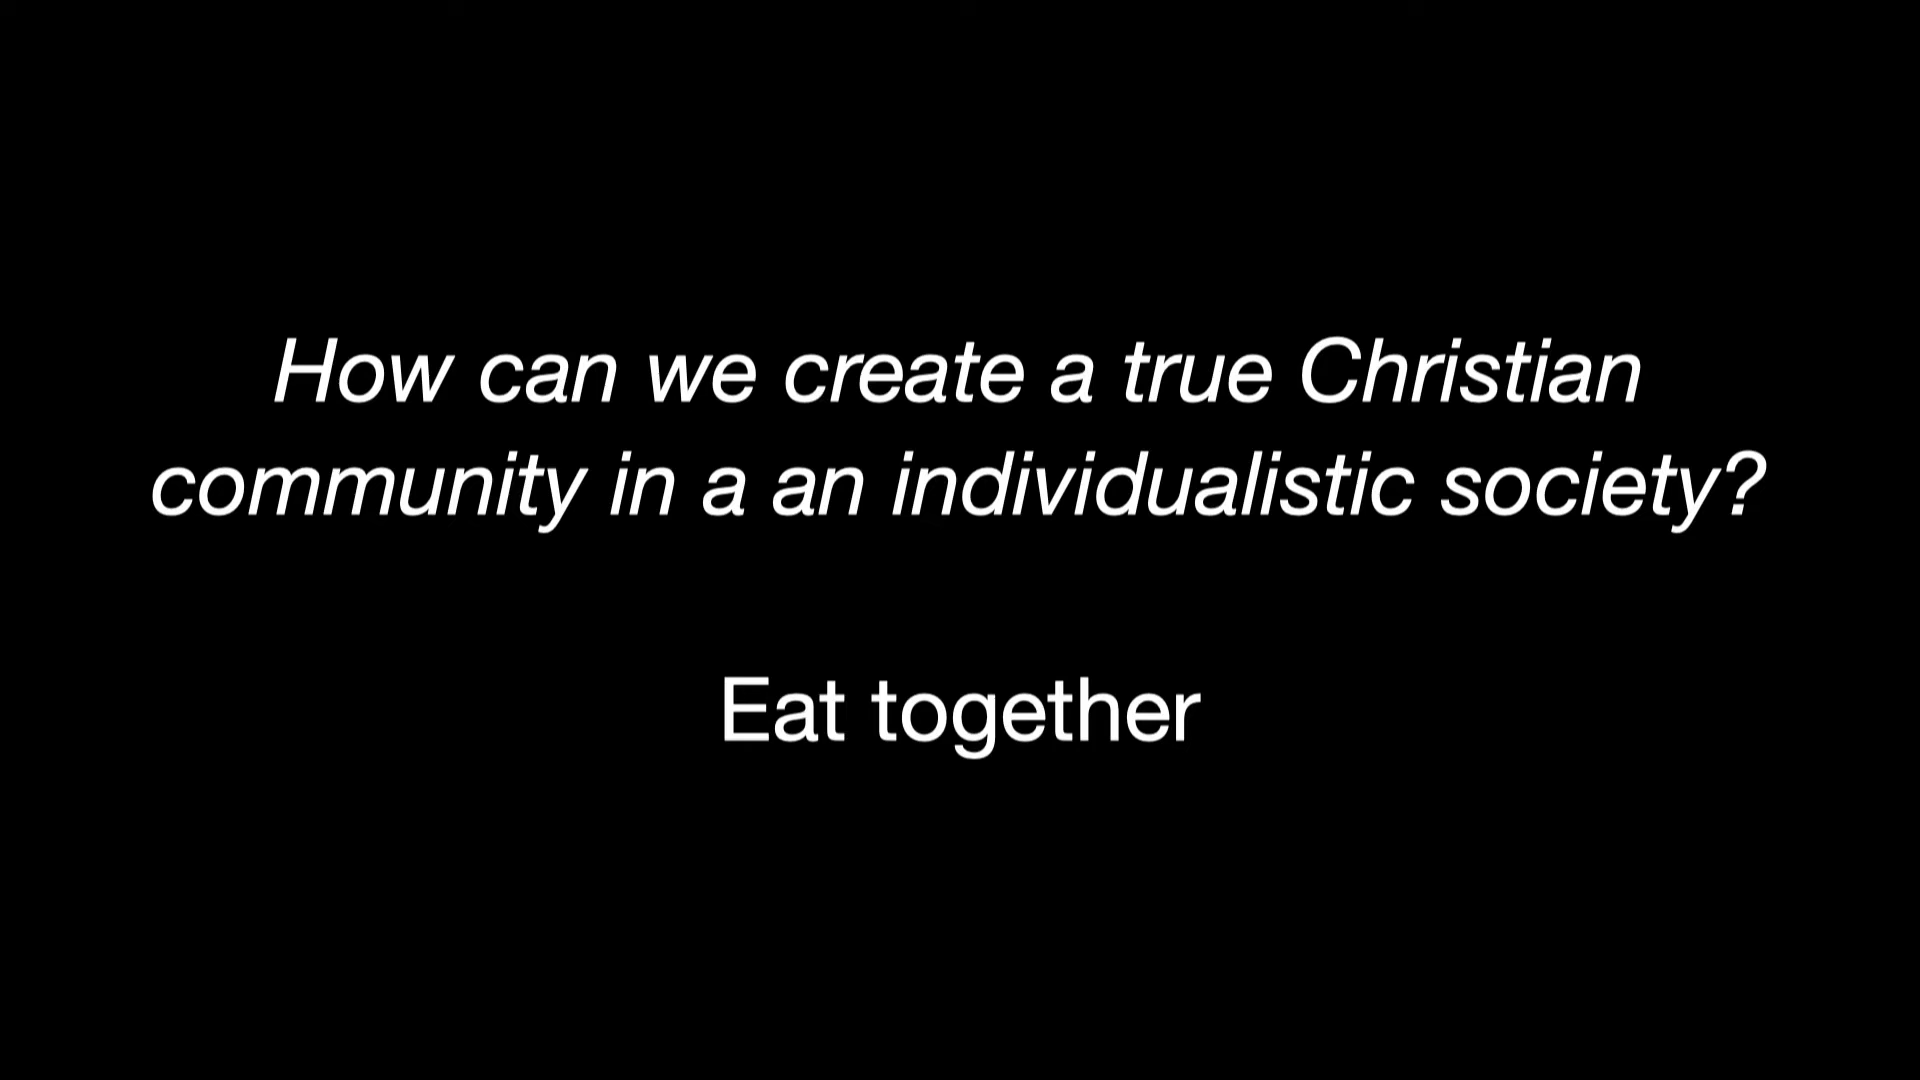 How can we create a true Christian
community in a an individualistic society?
Eat together